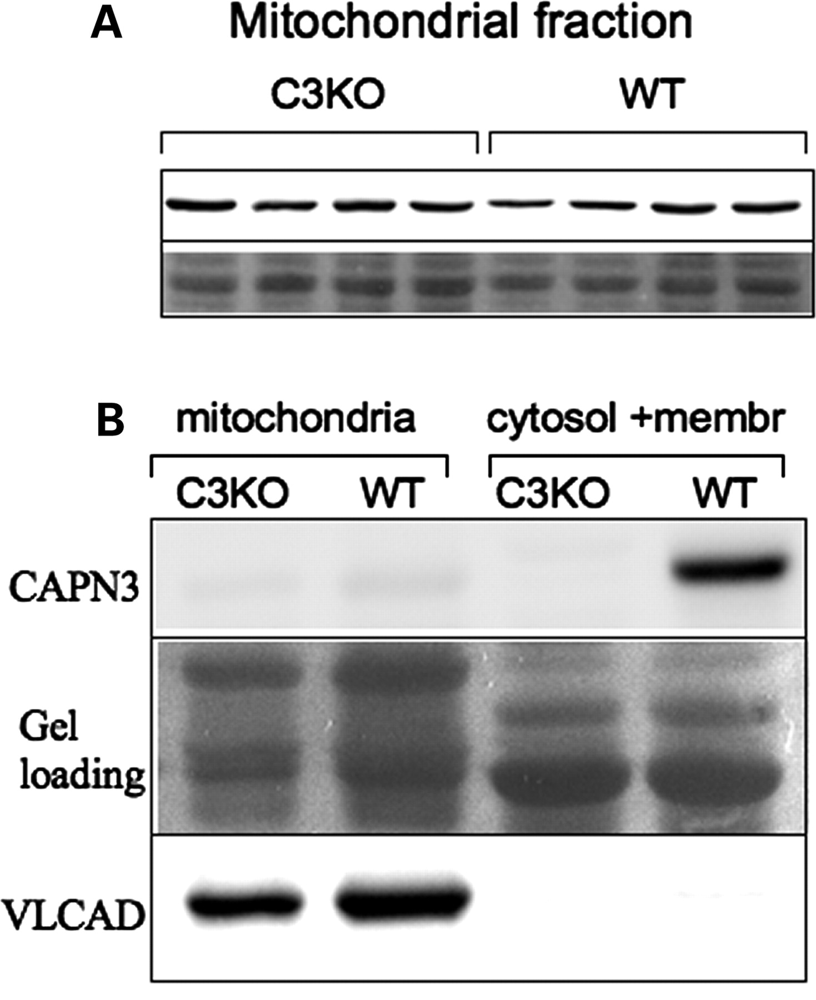 A Mitochondrial fraction
C3KO WT
B mitochondria cytosol +membr
C3KO WT C3KO WT
CAPN3
Gel
loading
VLCAD